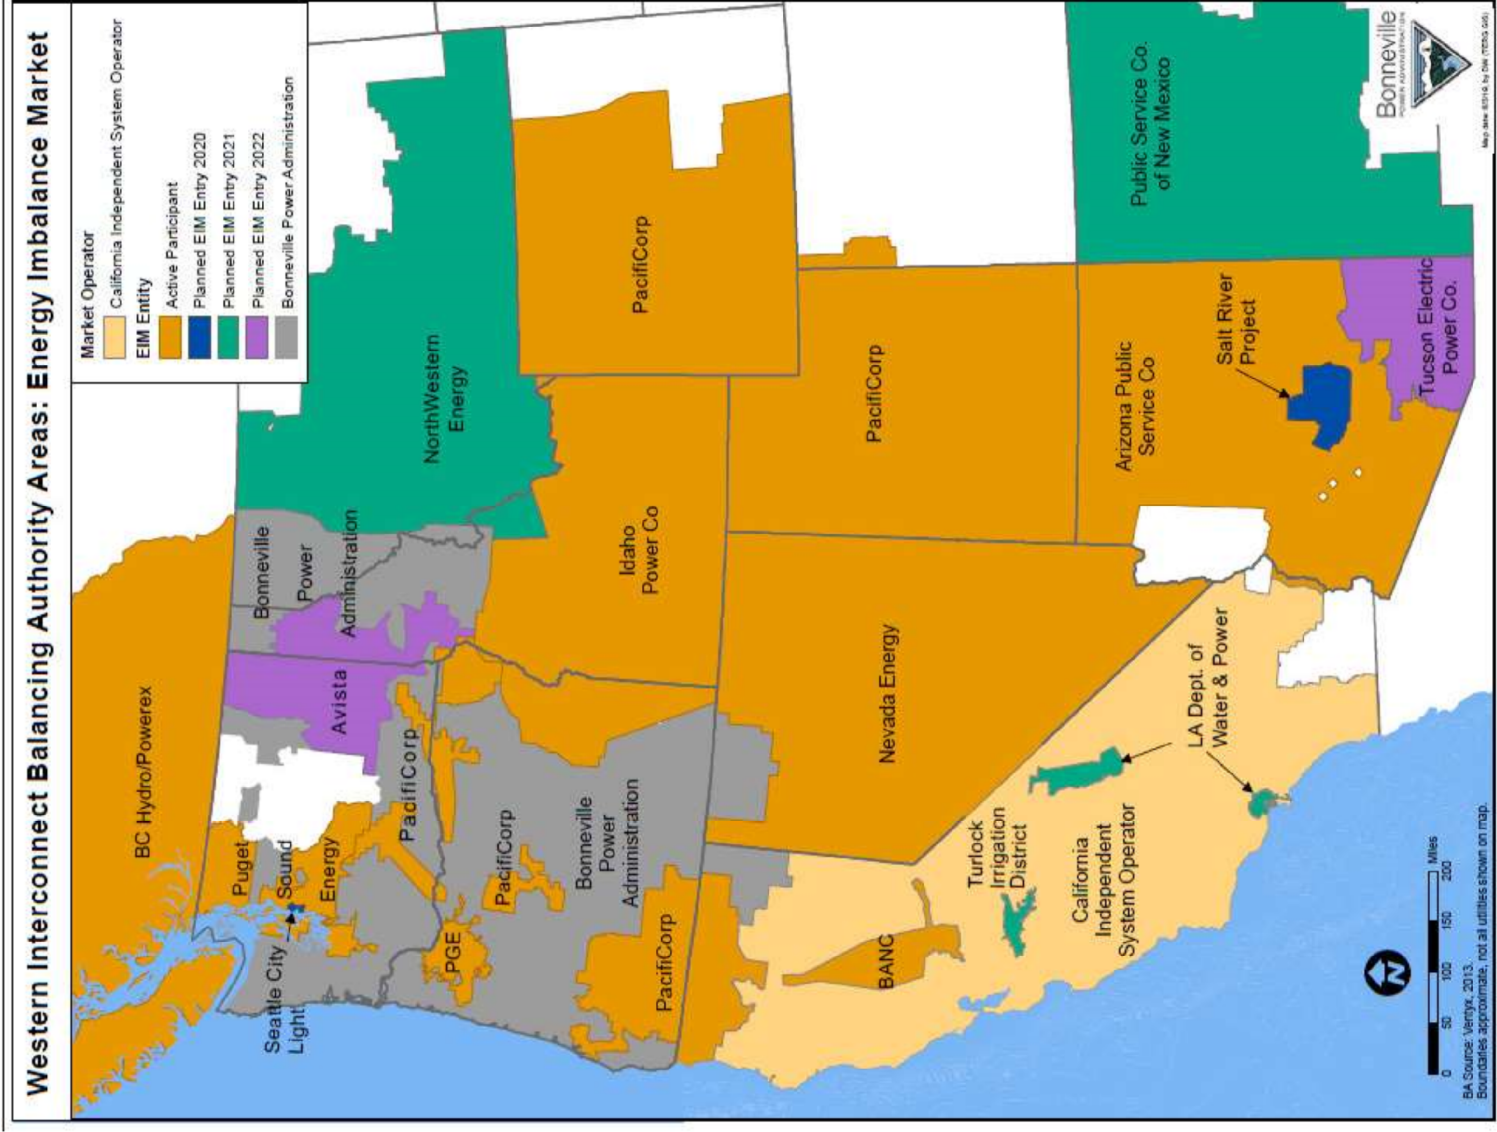 Western Interconnect Balancing Authority Areas: Energy Imbalance Market
Market Operator
California Independent System Operator
EIM Entity
Active Participant
Planned EIM Entry 2020
Planned EIM Entry 2021
Planned EIM Entry 2022
Bonneville Power Administration
BC Hydro/Powerex
Puget
Sound
Energy
Seattle City
Light
Avista
Bonneville
Power
Administration
NorthWestern
Energy
PacifiCorp
PGE
PacifiCorp
Bonneville
Power
Administration
PacifiCorp
Idaho
Power Co
PacifiCorp
BANC
Nevada Energy
PacifiCorp
Turlock
Irrigation
District
California
Independent
System Operator
LA Dept. of
Water & Power
Arizona Public
Service Co
Salt River
Project
Tucson Electric
Power Co.
Public Service Co.
of New Mexico
N
0 50 100 150 200
Miles
BA Source: Ventyx, 2013.
Boundaries approximate, not all utilities shown on map.
Bonneville
POWER ADMINISTRATION